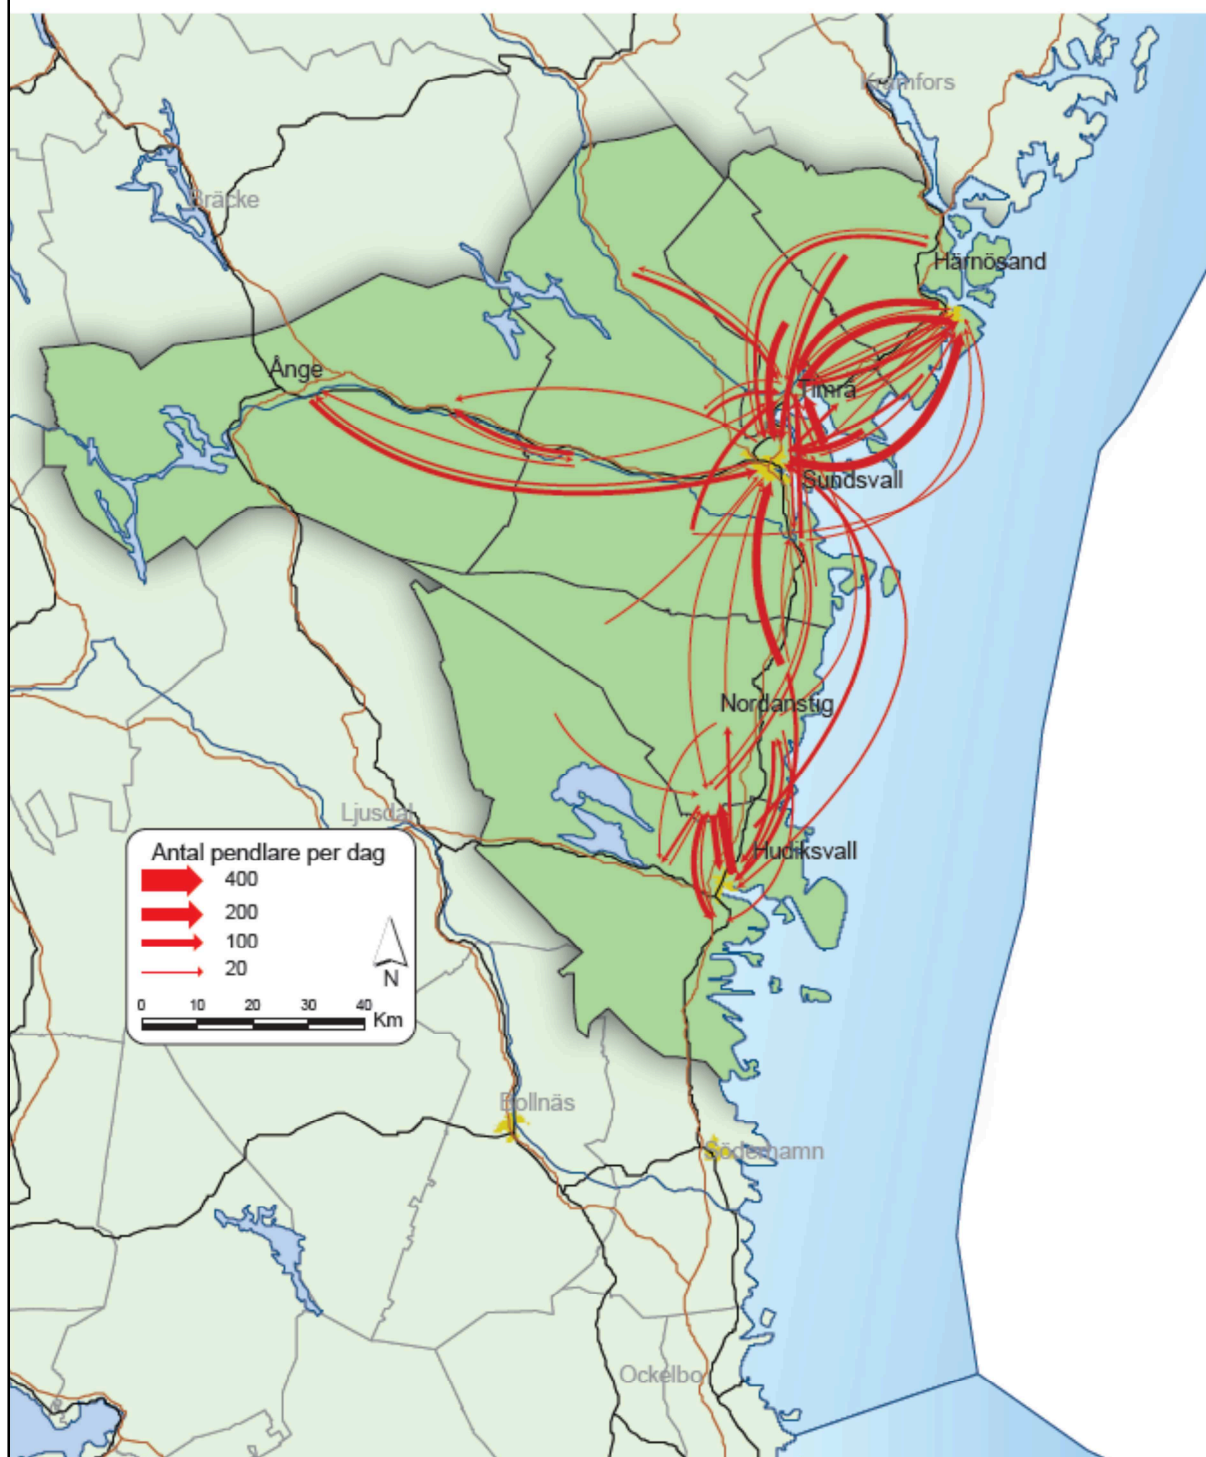 Kramfors
Bräcke
Härnösand
Ånge
Timrå
Sundsvall
Nordanstig
Ljusdal
Hudiksvall
Antal pendlare per dag
400
200
100
20
N
0 10 20 30 40
Km
Bollnäs
Söderhamn
Ockelbo